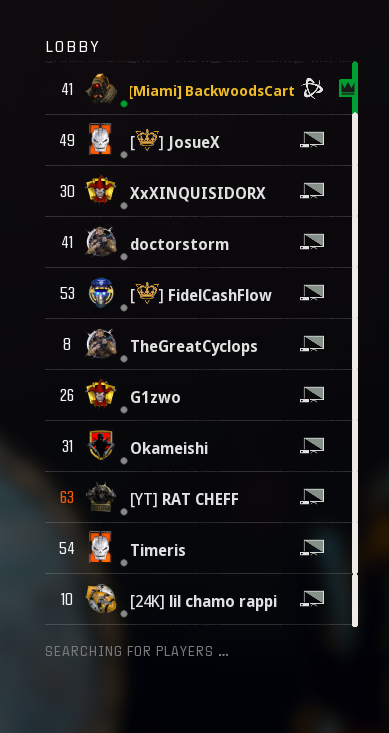 LOBBY
41 [Miami] BackwoodsCart
49 [👑] JosueX
30 XxXINQUISIDORX
41 doctorstorm
53 [👑] FidelCashFlow
8 TheGreatCyclops
26 G1zwo
31 Okameishi
63 [YT] RAT CHEFF
54 Timeris
10 [24K] lil chamo rappi
SEARCHING FOR PLAYERS ...